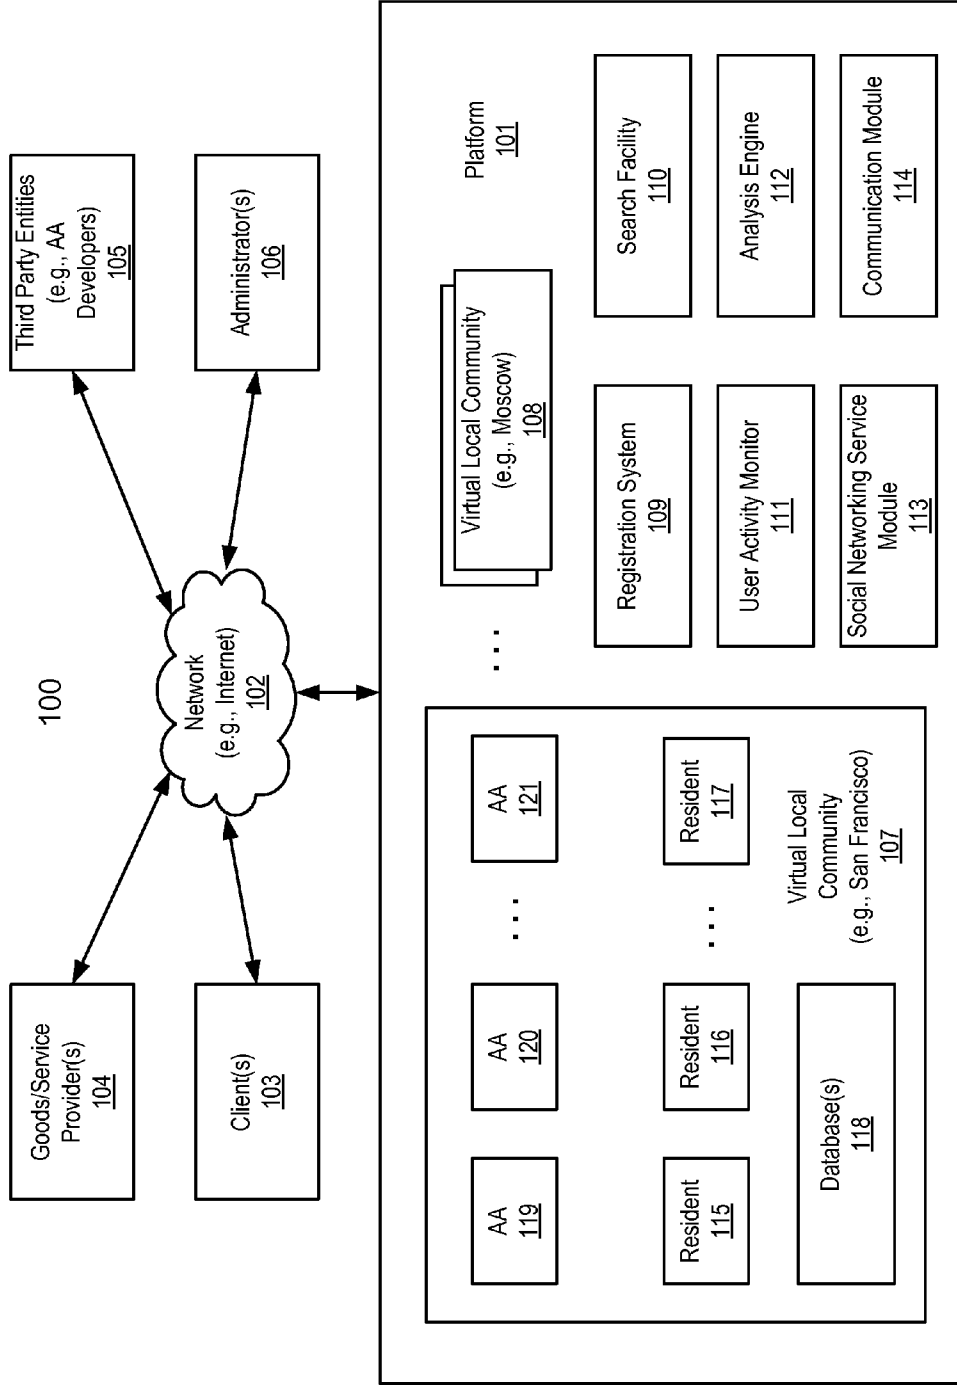 100
Goods/Service
Provider(s)
104
Third Party Entities
(e.g., AA
Developers)
105
Network
(e.g., Internet)
102
Client(s)
103
Administrator(s)
106
Platform
101
AA
119
AA
120
...
AA
121
...
Virtual Local Community
(e.g., Moscow)
108
Resident
115
Resident
116
...
Resident
117
Database(s)
118
Virtual Local
Community
(e.g., San Francisco)
107
Registration System
109
Search Facility
110
User Activity Monitor
111
Analysis Engine
112
Social Networking Service
Module
113
Communication Module
114